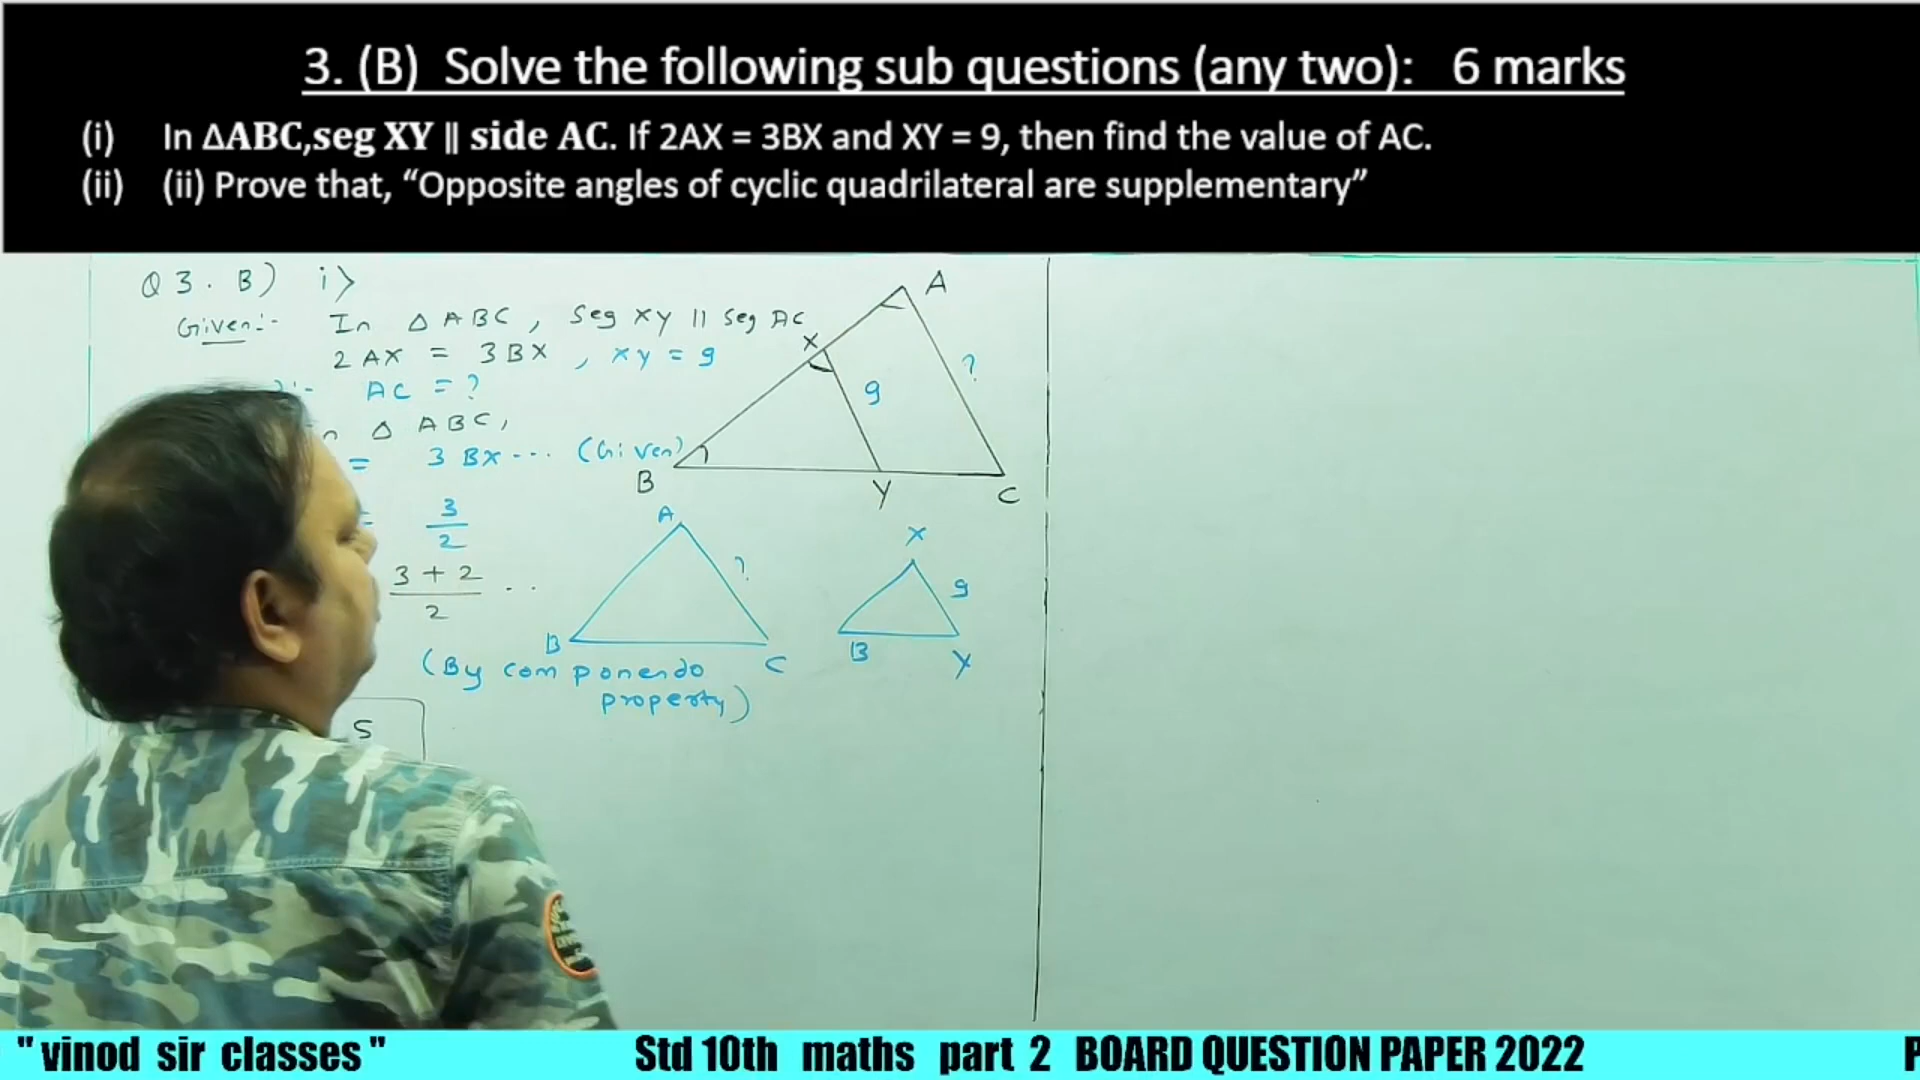 3. (B) Solve the following sub questions (any two): 6 marks
(i) In ΔABC,seg XY ∥ side AC. If 2AX = 3BX and XY = 9, then find the value of AC.
(ii) (ii) Prove that, “Opposite angles of cyclic quadrilateral are supplementary”
Q 3. B) i>
Given:- In Δ ABC, seg XY || seg AC
2 AX = 3 BX , XY = 9
AC = ?
Δ ABC,
= 3 BX ... (Given)
3
2
3 + 2
2
...
(By componendo
property)
5
A
X
?
9
B
Y
C
A
?
B
C
X
9
B
Y
" vinod sir classes "
Std 10th maths part 2 BOARD QUESTION PAPER 2022